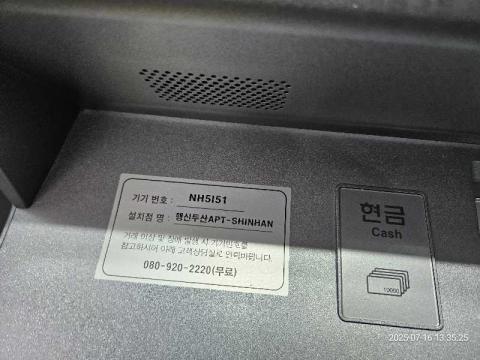 기기 번호 : NH5151
설치점 명 : 행신두산APT-SHINHAN
거래 이상 및 장애 발생 시 기기번호를
참고하시어 아래 고객상담실로 연락바랍니다.
080-920-2220(무료)
현금
Cash
10000
2025-07-16 13:35:25